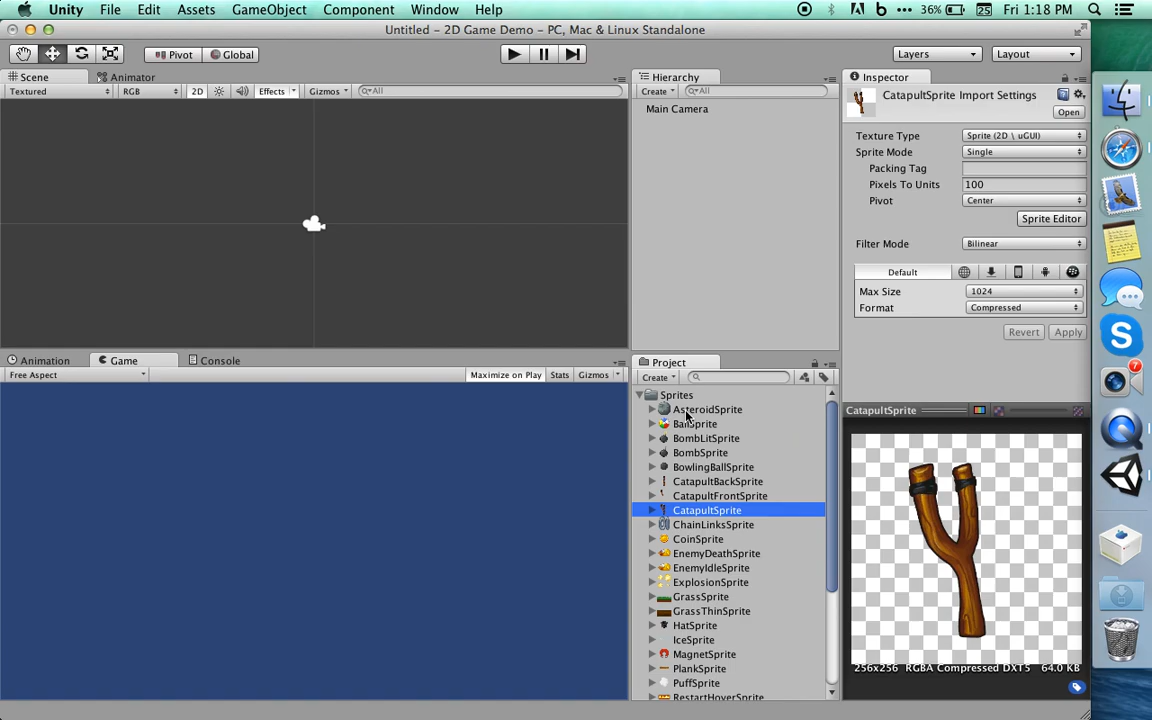 Unity File Edit Assets GameObject Component Window Help 36% 25 Fri 1:18 PM
Untitled - 2D Game Demo - PC, Mac & Linux Standalone
Pivot Global Layers Layout
Scene Animator Hierarchy Inspector
Textured RGB 2D Effects Gizmos All Create All
Main Camera
CatapultSprite Import Settings
Open
Texture Type Sprite (2D \ uGUI)
Sprite Mode Single
Packing Tag
Pixels To Units 100
Pivot Center
Sprite Editor
Filter Mode Bilinear
Default
Max Size 1024
Format Compressed
Revert Apply
Animation Game Console Project
Free Aspect Maximize on Play Stats Gizmos Create
Sprites
AsteroidSprite
BallSprite
BombLitSprite
BombSprite
BowlingBallSprite
CatapultBackSprite
CatapultFrontSprite
CatapultSprite
ChainLinksSprite
CoinSprite
EnemyDeathSprite
EnemyIdleSprite
ExplosionSprite
GrassSprite
GrassThinSprite
HatSprite
IceSprite
MagnetSprite
PlankSprite
PuffSprite
RestartHoverSprite
CatapultSprite
256x256 RGBA Compressed DXT5 64.0 KB
7